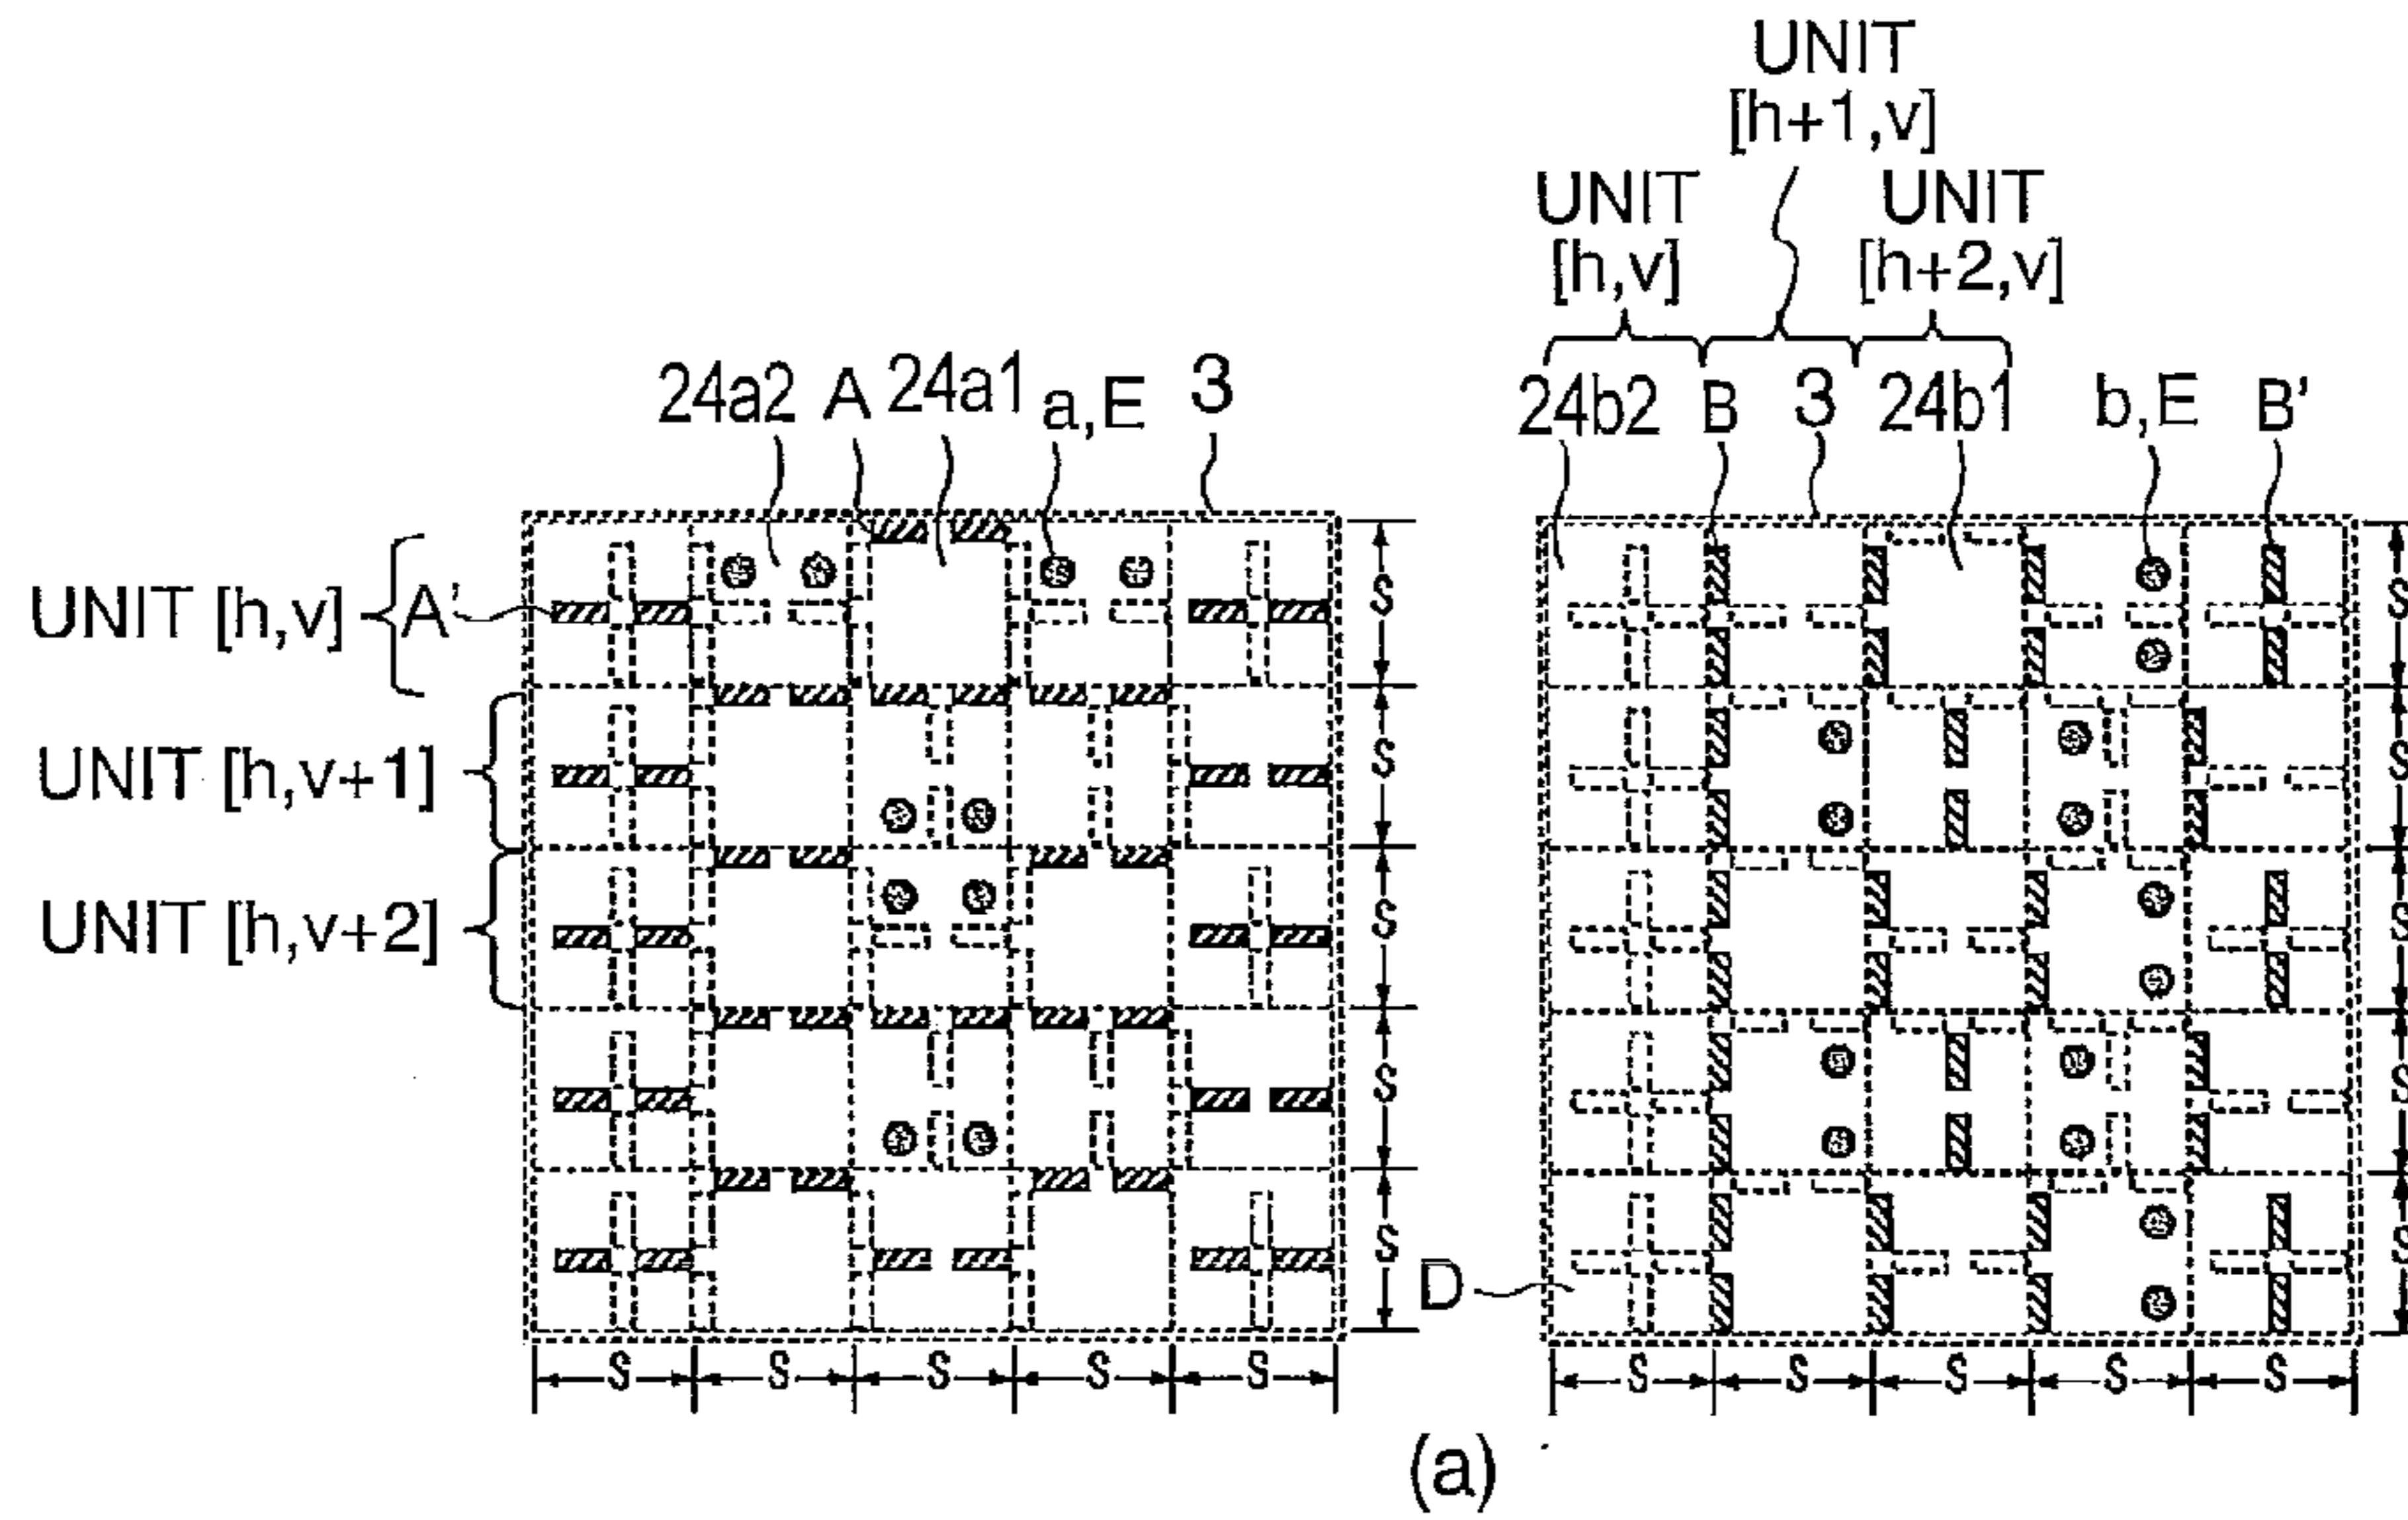 UNIT
[h+1,v]
UNIT UNIT
[h,v] [h+2,v]
24a2 A 24a1 a,E 3
24b2 B 3 24b1 b,E B'
UNIT [h,v] A'
UNIT [h,v+1]
UNIT [h,v+2]
S S
S S
S S
S S
S S
D
S S S S S
S S S S S
(a)